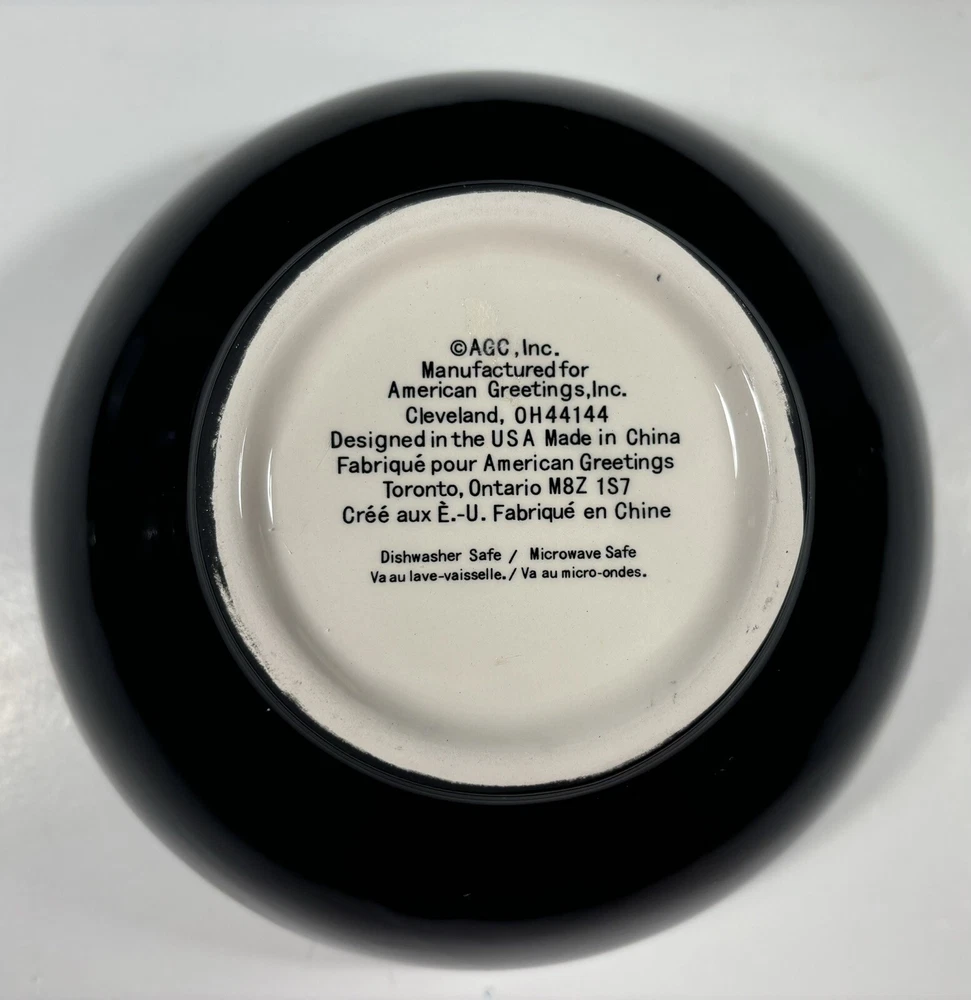 ©AGC, Inc.
Manufactured for
American Greetings, Inc.
Cleveland, OH 44144
Designed in the USA Made in China
Fabriqué pour American Greetings
Toronto, Ontario M8Z 1S7
Créé aux È.-U. Fabriqué en Chine
Dishwasher Safe / Microwave Safe
Va au lave-vaisselle. / Va au micro-ondes.